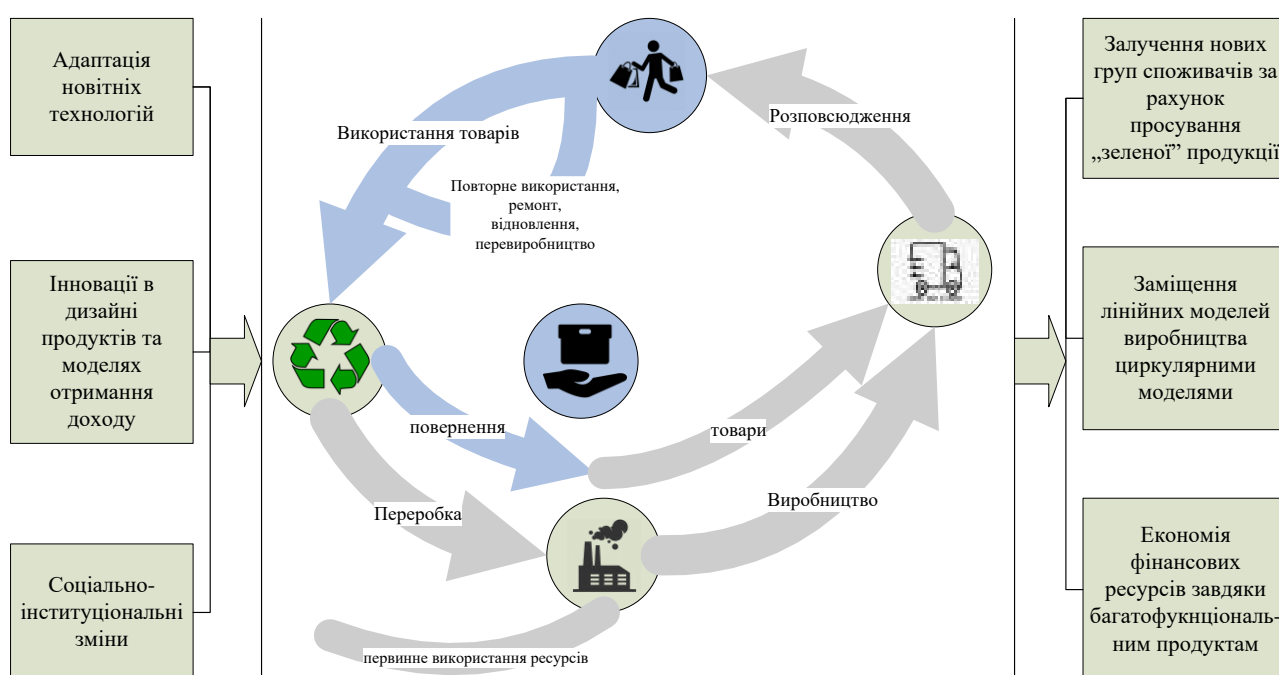 Адаптація
новітніх
технологій
Інновації в
дизайні
продуктів та
моделях
отримання
доходу
Соціально-
інституціональні
зміни
Використання товарів
Повторне використання,
ремонт,
відновлення,
перевиробництво
Розповсюдження
повернення
товари
Переробка
Виробництво
первинне використання ресурсів
Залучення нових
груп споживачів за
рахунок
просування
„зеленої” продукції
Заміщення
лінійних моделей
виробництва
циркулярними
моделями
Економія
фінансових
ресурсів завдяки
багатофукнціональ-
ним продуктам